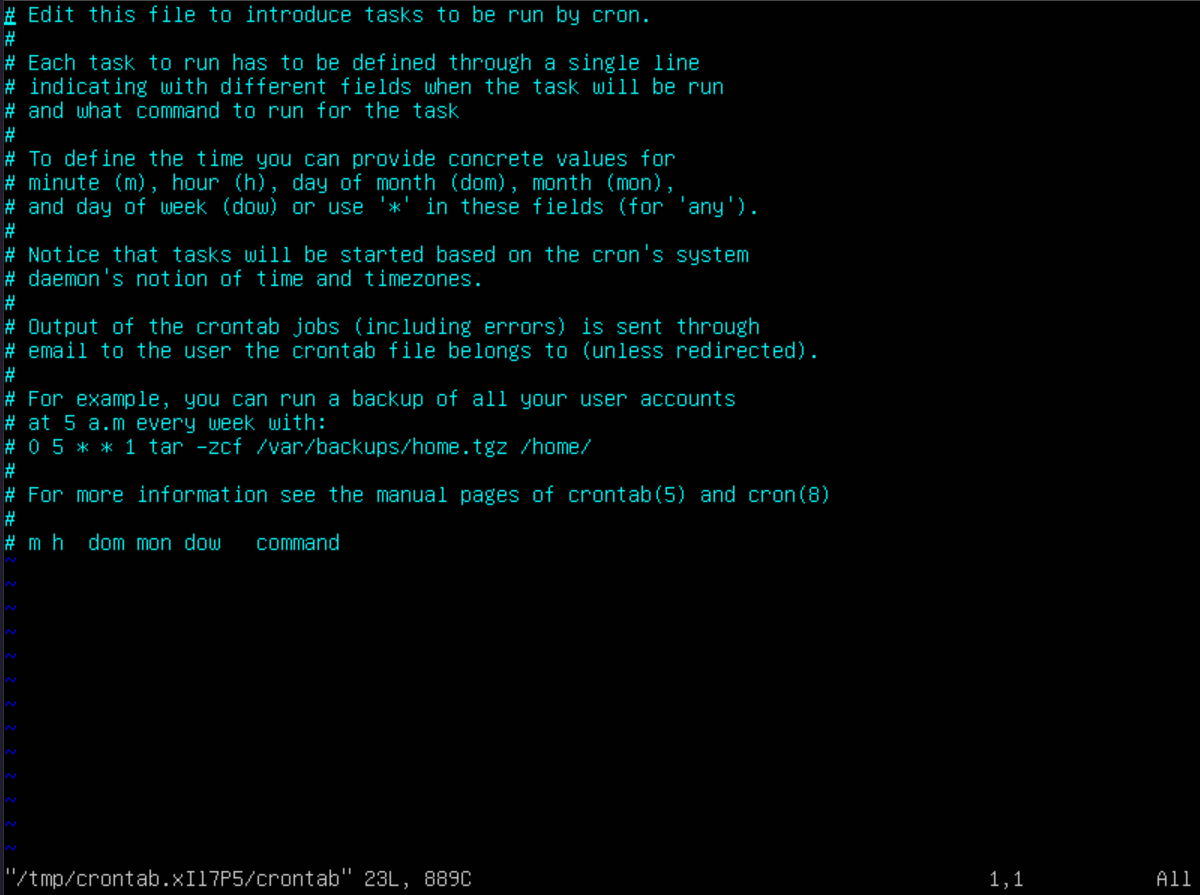 # Edit this file to introduce tasks to be run by cron.
#
# Each task to run has to be defined through a single line
# indicating with different fields when the task will be run
# and what command to run for the task
#
# To define the time you can provide concrete values for
# minute (m), hour (h), day of month (dom), month (mon),
# and day of week (dow) or use '*' in these fields (for 'any').
#
# Notice that tasks will be started based on the cron's system
# daemon's notion of time and timezones.
#
# Output of the crontab jobs (including errors) is sent through
# email to the user the crontab file belongs to (unless redirected).
#
# For example, you can run a backup of all your user accounts
# at 5 a.m every week with:
# 0 5 * * 1 tar -zcf /var/backups/home.tgz /home/
#
# For more information see the manual pages of crontab(5) and cron(8)
#
# m h  dom mon dow   command
~
~
~
~
~
~
~
~
~
~
~
~
~
"/tmp/crontab.xIl7P5/crontab" 23L, 889C 1,1 All